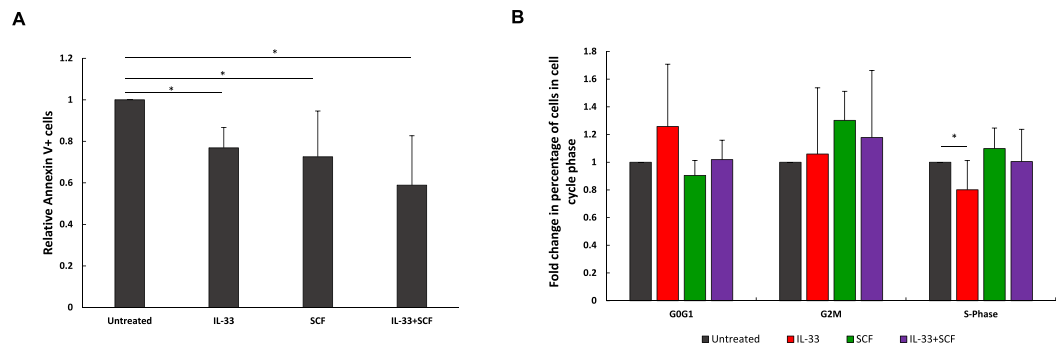 A
Relative Annexin V+ cells
1.2
1
0.8
0.6
0.4
0.2
0
*
*
*
Untreated
IL-33
SCF
IL-33+SCF
B
Fold change in percentage of cells in cell
cycle phase
1.8
1.6
1.4
1.2
1
0.8
0.6
0.4
0.2
0
*
G0G1
G2M
S-Phase
Untreated
IL-33
SCF
IL-33+SCF